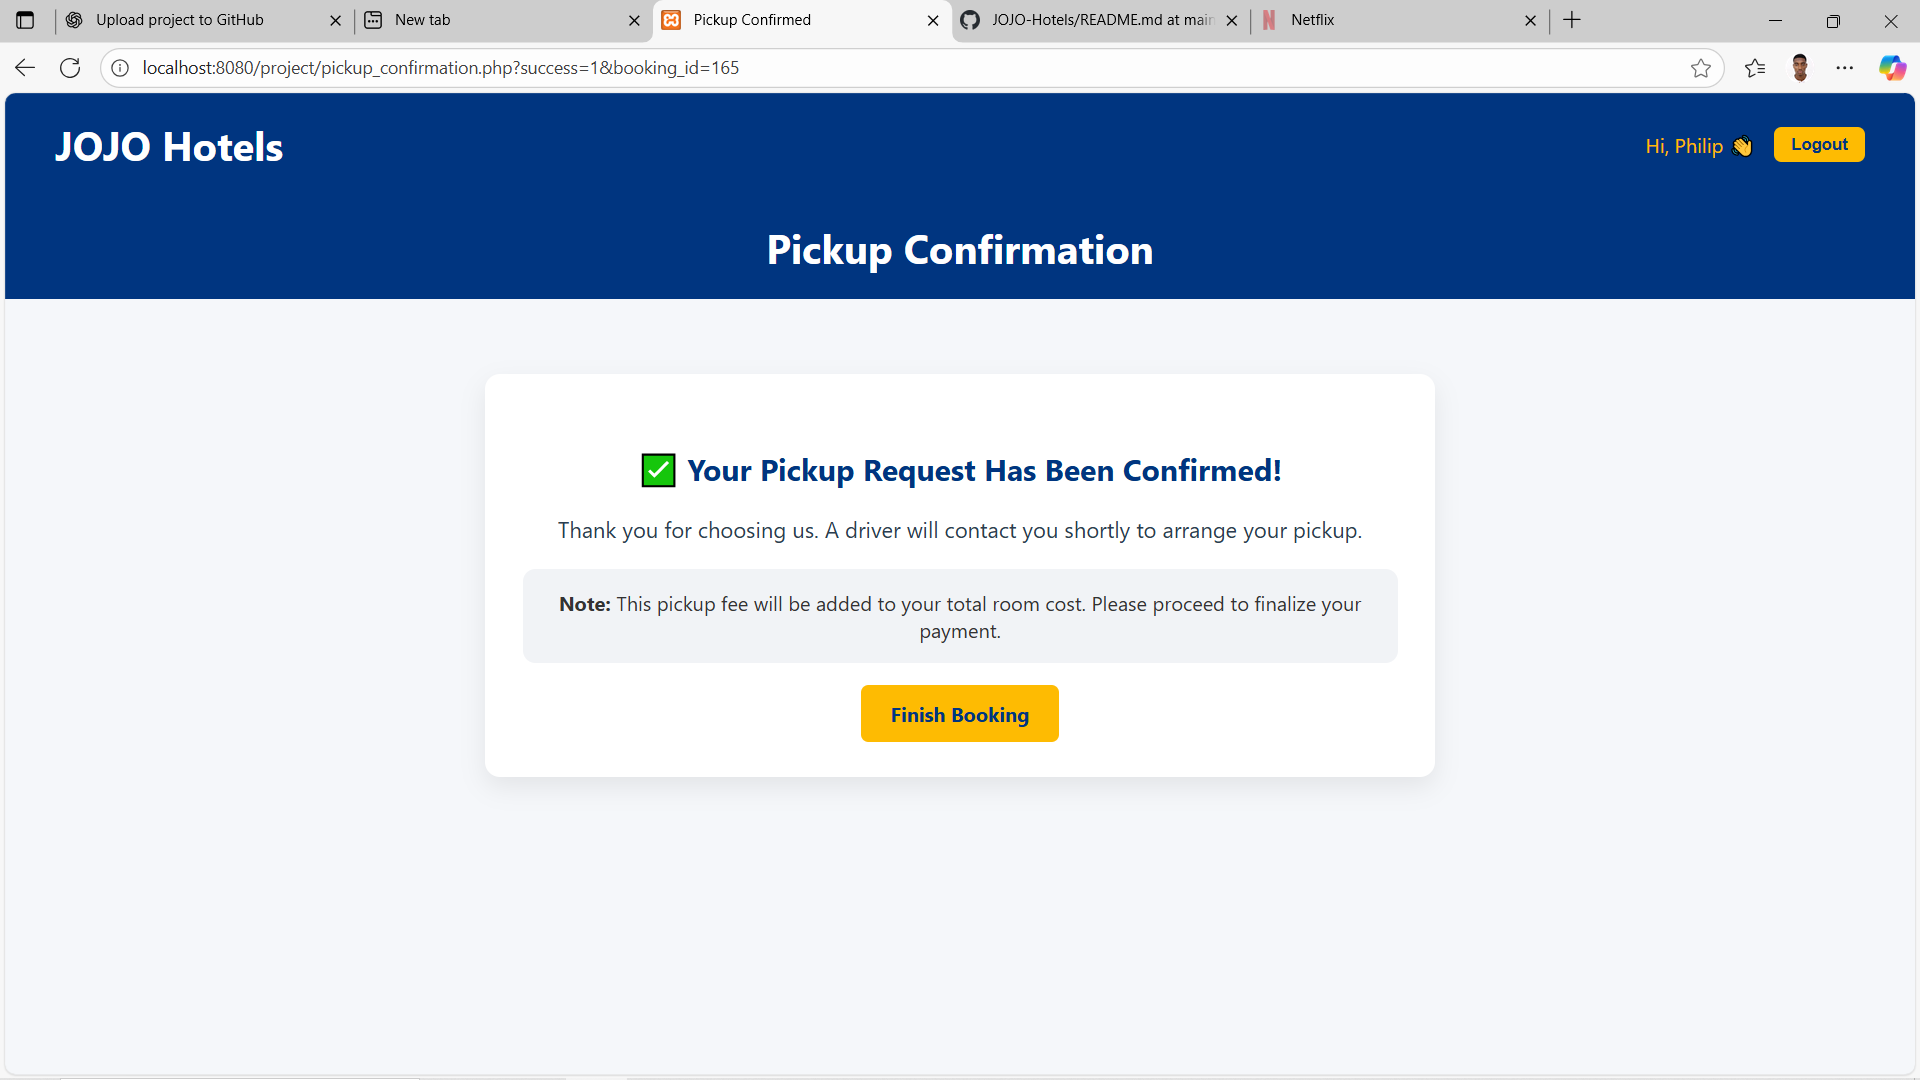 Upload project to GitHub
New tab
Pickup Confirmed
JOJO-Hotels/README.md at main
Netflix
localhost:8080/project/pickup_confirmation.php?success=1&booking_id=165
JOJO Hotels
Hi, Philip 👋
Logout
Pickup Confirmation
✅ Your Pickup Request Has Been Confirmed!
Thank you for choosing us. A driver will contact you shortly to arrange your pickup.
Note: This pickup fee will be added to your total room cost. Please proceed to finalize your
payment.
Finish Booking